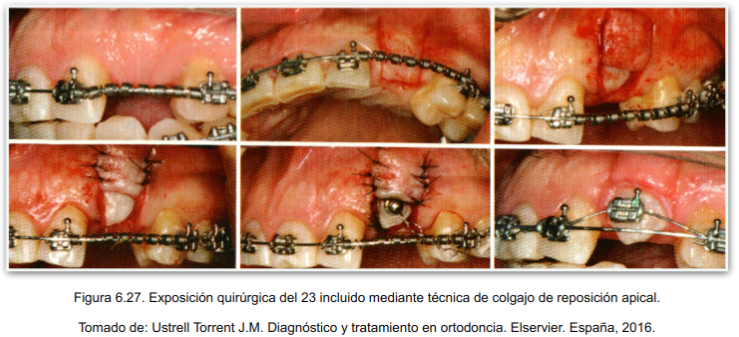 Figura 6.27. Exposición quirúrgica del 23 incluido mediante técnica de colgajo de reposición apical.
Tomado de: Ustrell Torrent J.M. Diagnóstico y tratamiento en ortodoncia. Elservier. España, 2016.